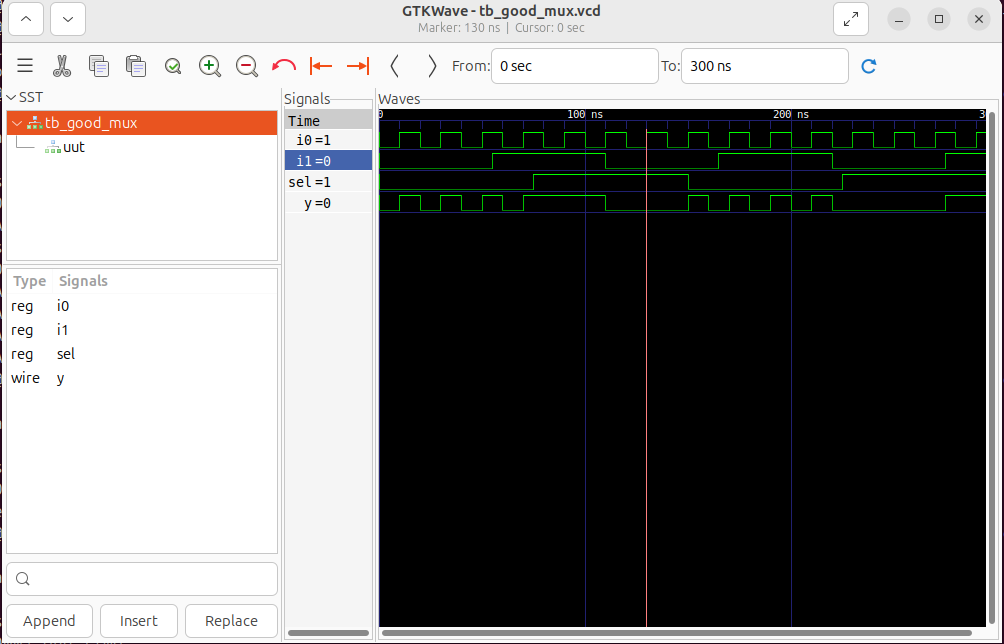 GTKWave - tb_good_mux.vcd
Marker: 130 ns | Cursor: 0 sec
From: 0 sec To: 300 ns
SST
tb_good_mux
uut
Type Signals
reg i0
reg i1
reg sel
wire y
Append Insert Replace
Signals
Time
i0=1
i1=0
sel=1
y=0
Waves
0 100 ns 200 ns 3